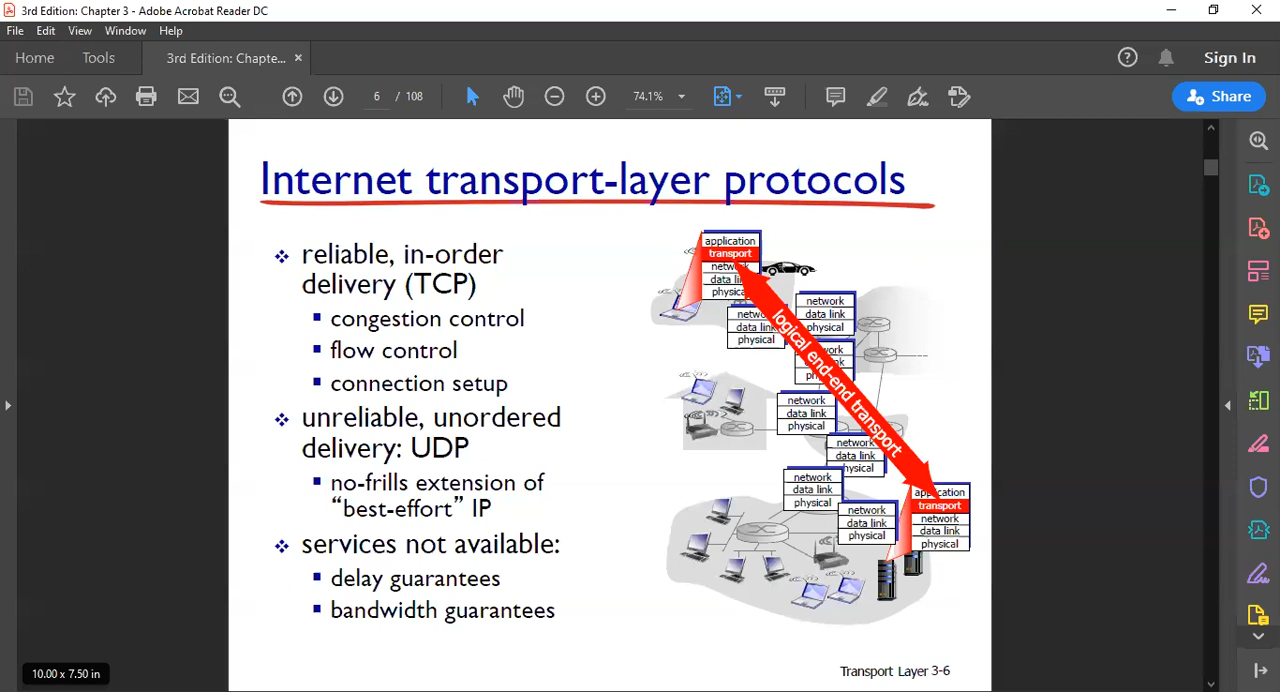 3rd Edition: Chapter 3 - Adobe Acrobat Reader DC
File Edit View Window Help
Home Tools 3rd Edition: Chapte... × Sign In
6 / 108 74.1% Share
Internet transport-layer protocols
reliable, in-order
delivery (TCP)
congestion control
flow control
connection setup
unreliable, unordered
delivery: UDP
no-frills extension of
“best-effort” IP
services not available:
delay guarantees
bandwidth guarantees
application
transport
network
data link
physical
network
data link
physical
network
data link
physical
network
physical
network
data link
physical
network
data link
physical
network
data link
physical
network
data link
physical
application
transport
network
data link
physical
logical end-end transport
Transport Layer 3-6
10.00 x 7.50 in